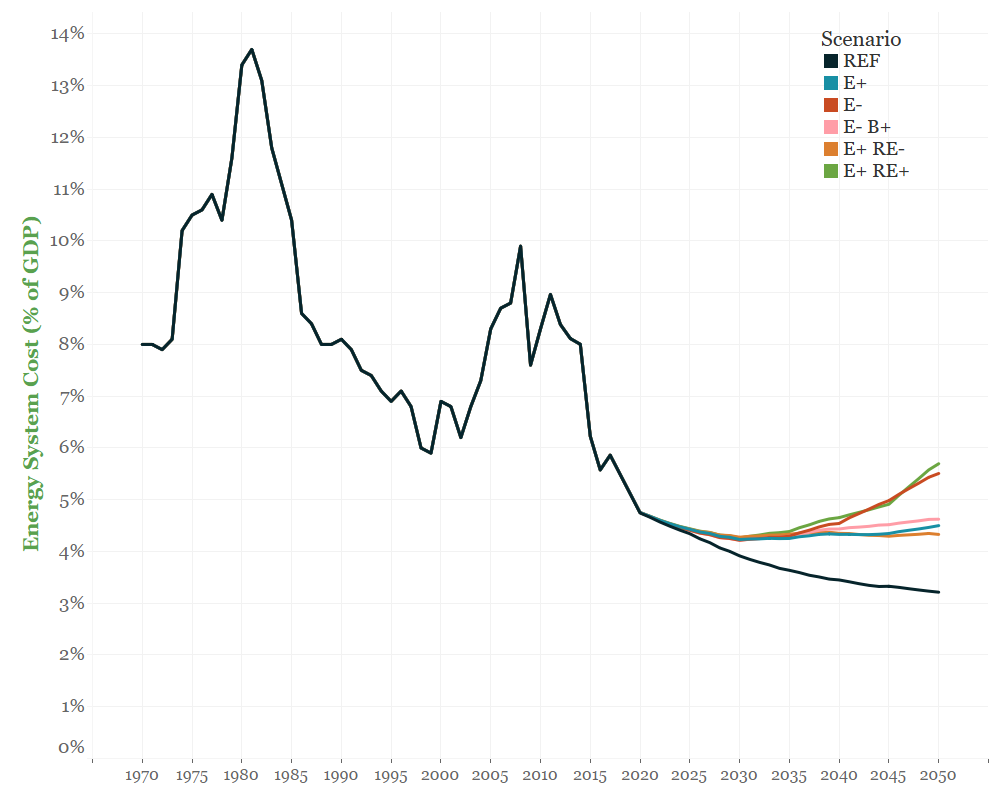 Energy System Cost (% of GDP)
14%
13%
12%
11%
10%
9%
8%
7%
6%
5%
4%
3%
2%
1%
0%
Scenario
REF
E+
E-
E- B+
E+ RE-
E+ RE+
1970 1975 1980 1985 1990 1995 2000 2005 2010 2015 2020 2025 2030 2035 2040 2045 2050